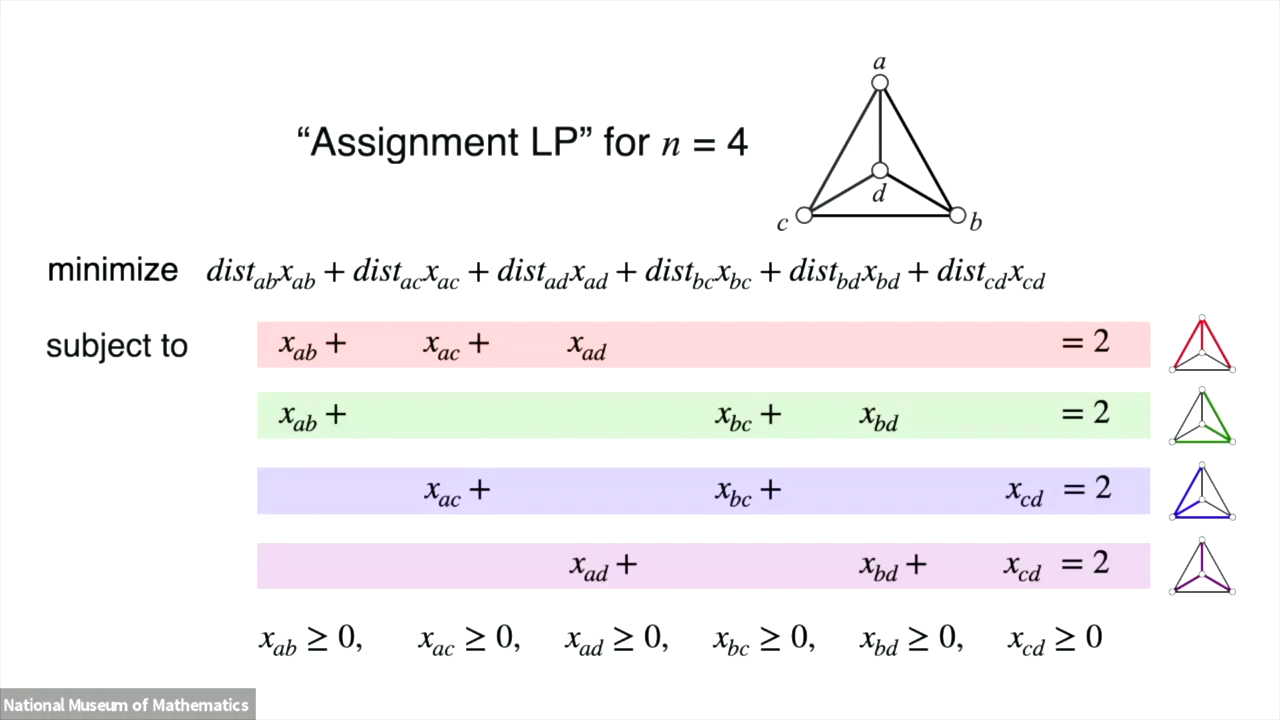 a
“Assignment LP” for n = 4
d
c
b
minimize dist_ab x_ab + dist_ac x_ac + dist_ad x_ad + dist_bc x_bc + dist_bd x_bd + dist_cd x_cd
subject to x_ab + x_ac + x_ad = 2
x_ab + x_bc + x_bd = 2
x_ac + x_bc + x_cd = 2
x_ad + x_bd + x_cd = 2
x_ab ≥ 0, x_ac ≥ 0, x_ad ≥ 0, x_bc ≥ 0, x_bd ≥ 0, x_cd ≥ 0
National Museum of Mathematics